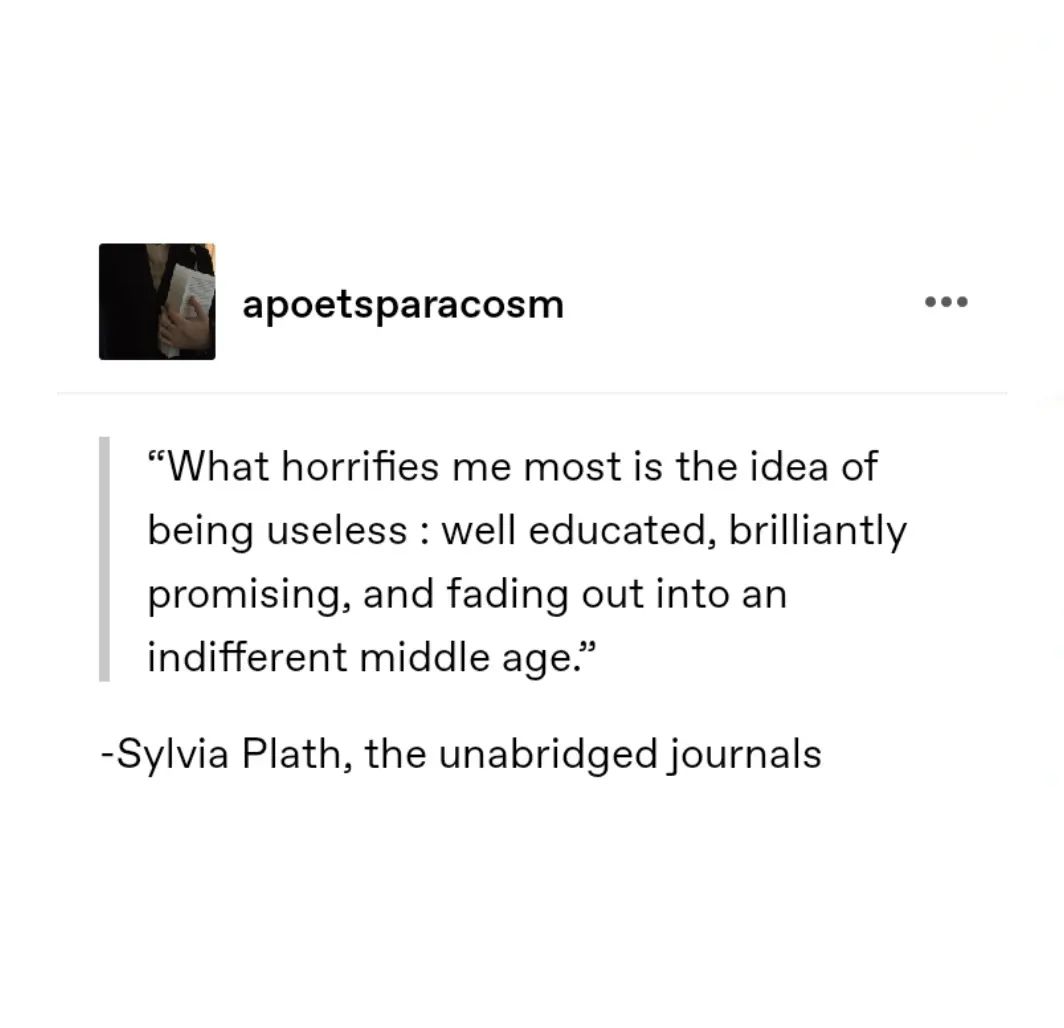 apoetsparacosm
“What horrifies me most is the idea of
being useless : well educated, brilliantly
promising, and fading out into an
indifferent middle age.”
-Sylvia Plath, the unabridged journals